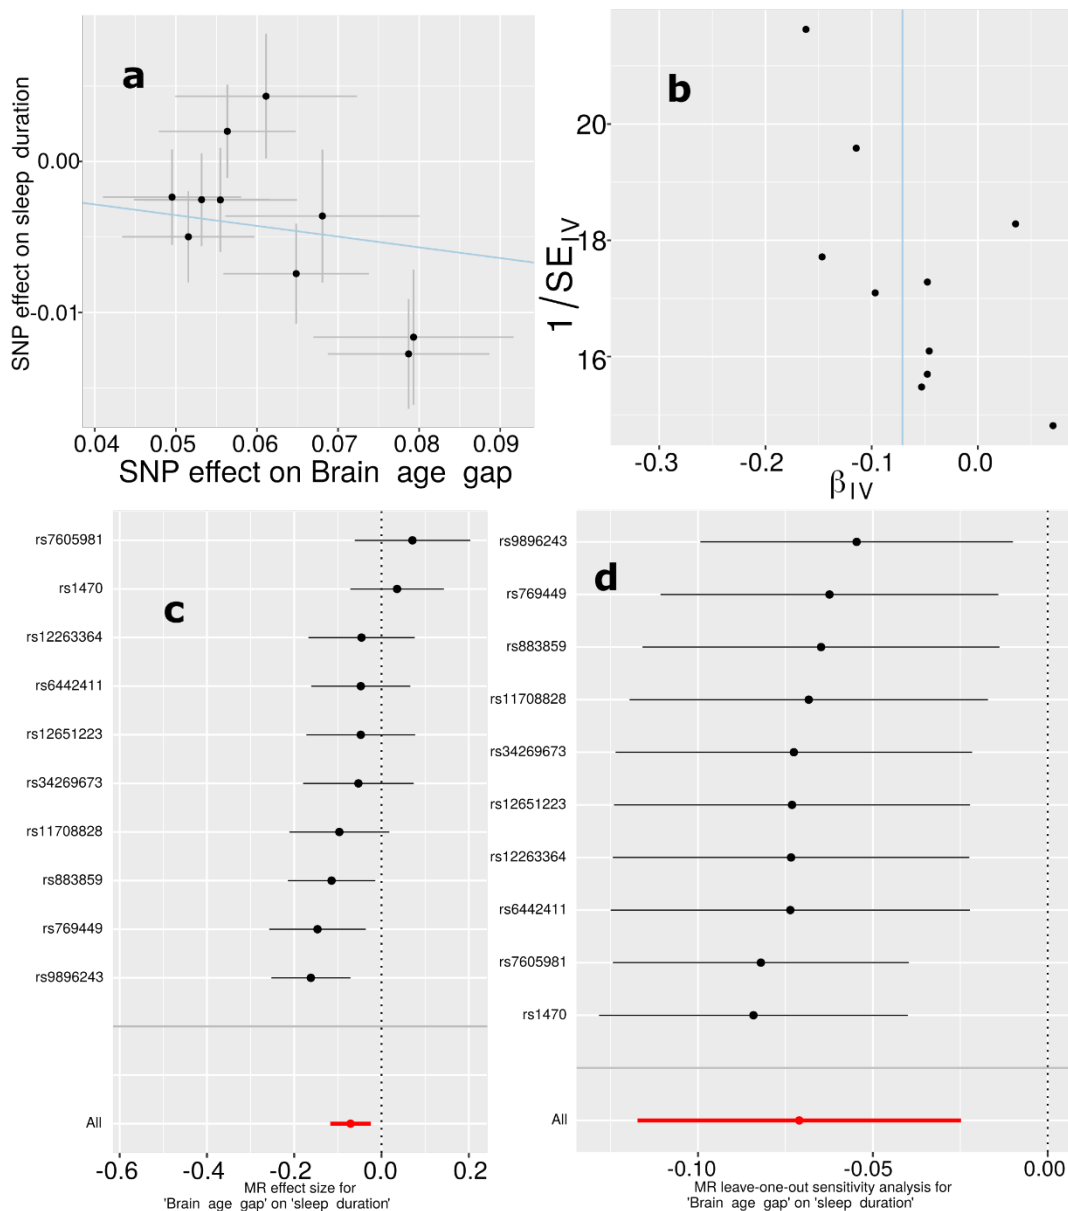 a
SNP effect on sleep duration
0.00
-0.01
0.04 0.05 0.06 0.07 0.08 0.09
SNP effect on Brain age gap
b
1 / SE_IV
20
18
16
-0.3 -0.2 -0.1 0.0
β_IV
c
rs7605981
rs1470
rs12263364
rs6442411
rs12651223
rs34269673
rs11708828
rs883859
rs769449
rs9896243
All
-0.6 -0.4 -0.2 0.0 0.2
MR effect size for
'Brain age gap' on 'sleep duration'
d
rs9896243
rs769449
rs883859
rs11708828
rs34269673
rs12651223
rs12263364
rs6442411
rs7605981
rs1470
All
-0.10 -0.05 0.00
MR leave-one-out sensitivity analysis for
'Brain age gap' on 'sleep duration'